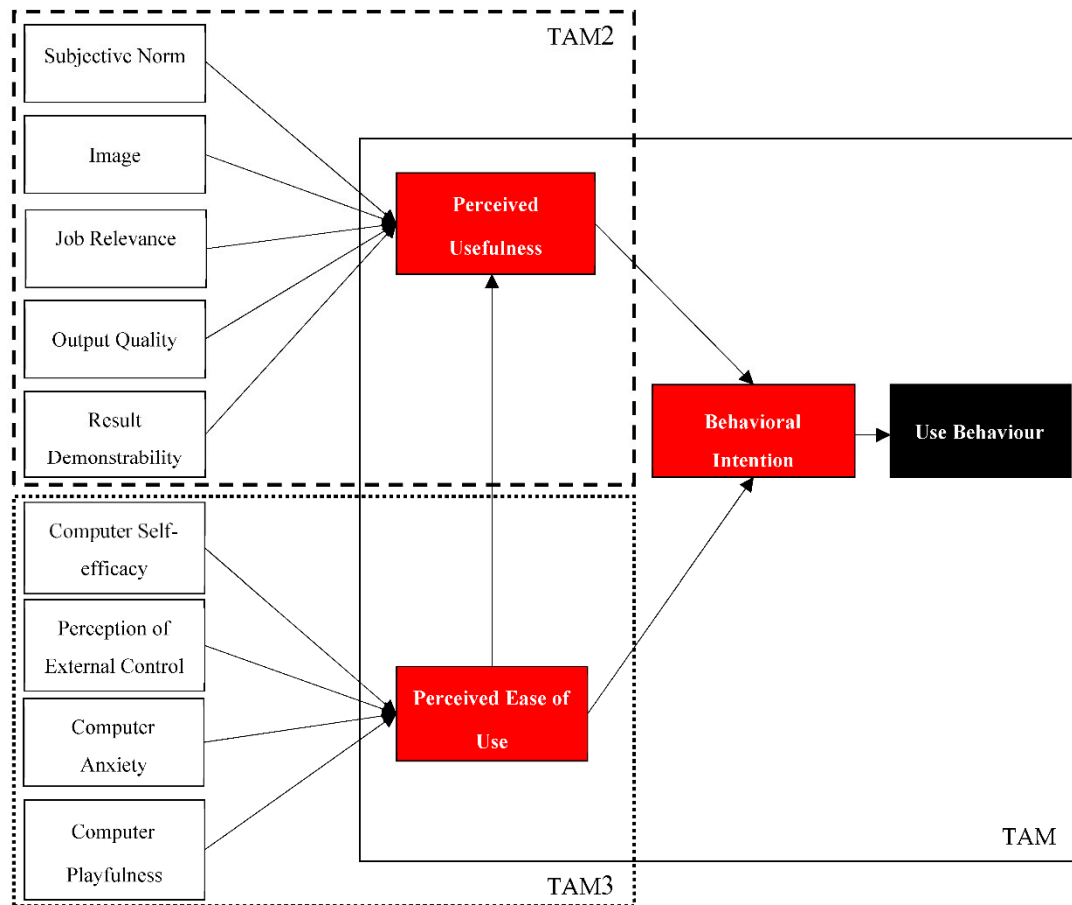 TAM2
Subjective Norm
Image
Job Relevance
Output Quality
Result
Demonstrability
Perceived
Usefulness
Behavioral
Intention
Use Behaviour
Computer Self-
efficacy
Perception of
External Control
Computer
Anxiety
Computer
Playfulness
Perceived Ease of
Use
TAM
TAM3